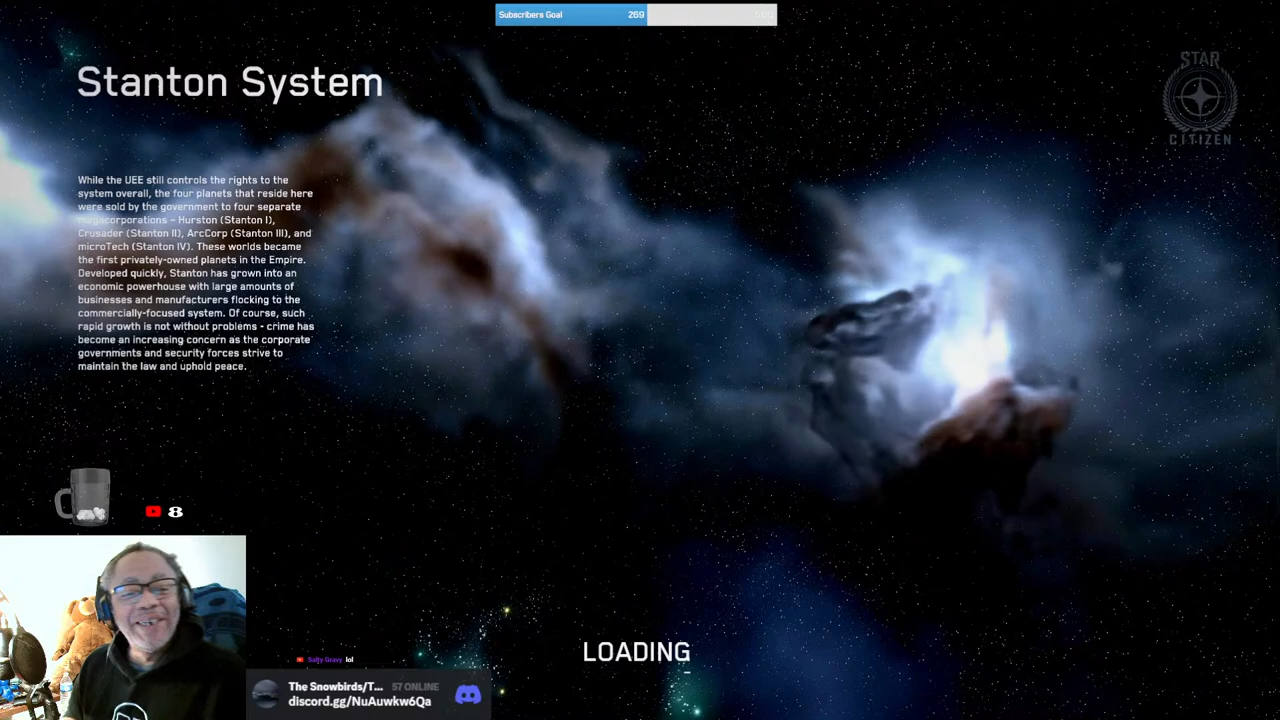 Subscribers Goal 269
STAR
CITIZEN
Stanton System
While the UEE still controls the rights to the
system overall, the four planets that reside here
were sold by the government to four separate
megacorporations – Hurston (Stanton I),
Crusader (Stanton II), ArcCorp (Stanton III), and
microTech (Stanton IV). These worlds became
the first privately-owned planets in the Empire.
Developed quickly, Stanton has grown into an
economic powerhouse with large amounts of
businesses and manufacturers flocking to the
commercially-focused system. Of course, such
rapid growth is not without problems - crime has
become an increasing concern as the corporate
governments and security forces strive to
maintain the law and uphold peace.
8
LOADING
Salty Gravy lol
The Snowbirds/T... 57 ONLINE
discord.gg/NuAuwkw6Qa